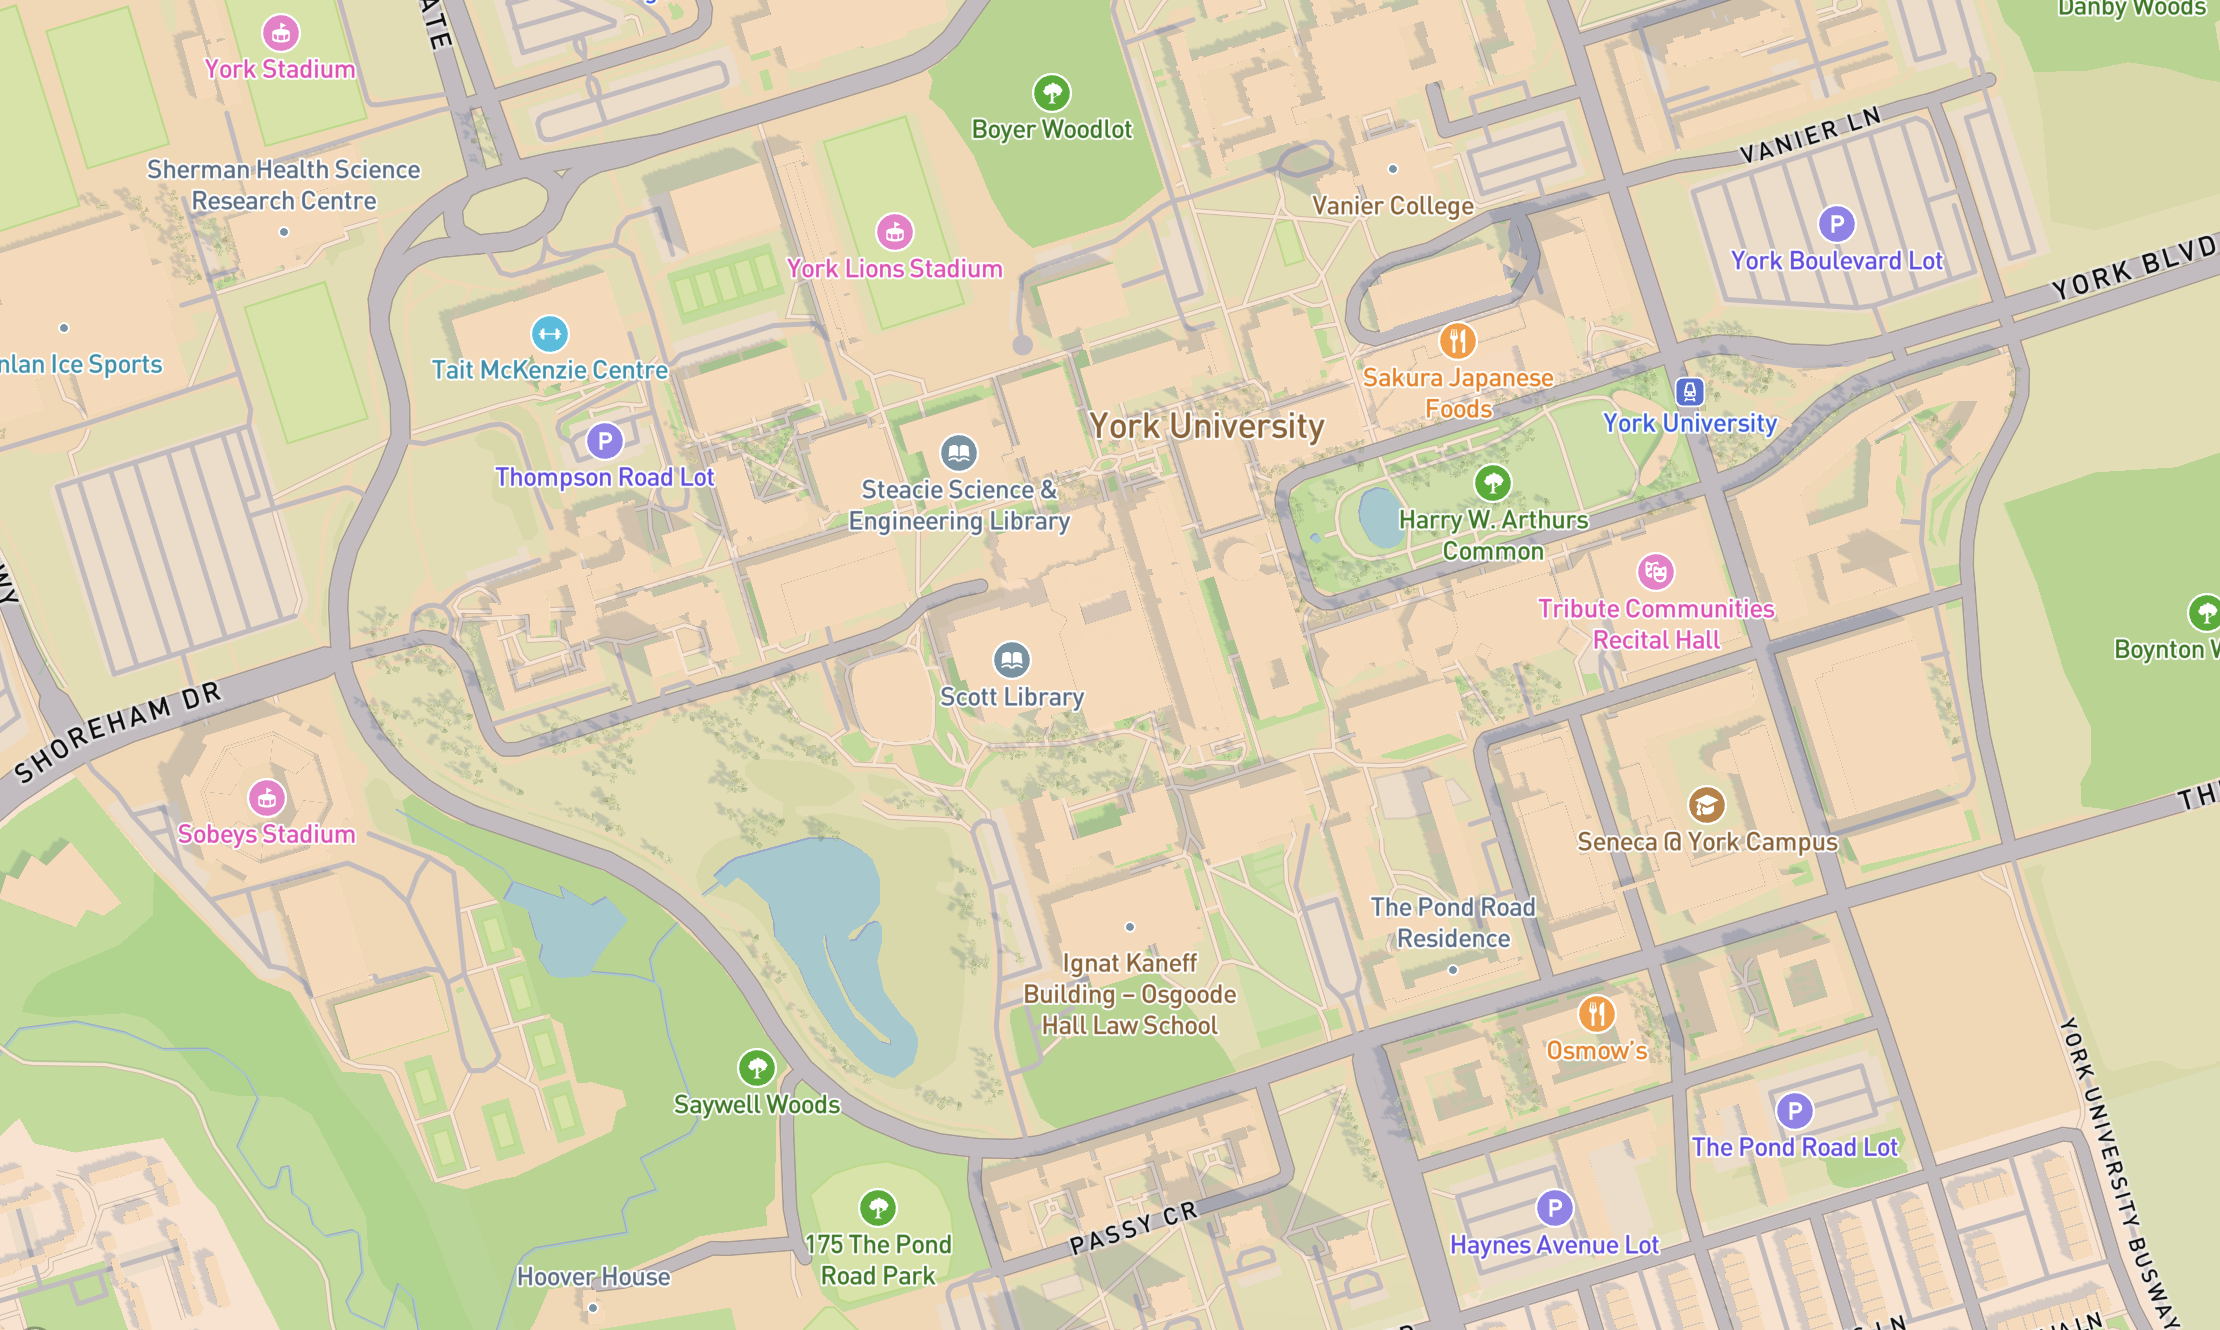 Danby Woods
York Stadium
Boyer Woodlot
VANIER LN
Sherman Health Science
Research Centre
Vanier College
York Lions Stadium
York Boulevard Lot
YORK BLVD
Tait McKenzie Centre
Ice Sports
Sakura Japanese
Foods
York University
York University
Thompson Road Lot
Steacie Science &
Engineering Library
Harry W. Arthurs
Common
Tribute Communities
Recital Hall
Boynton W
Scott Library
SHOREHAM DR
Sobeys Stadium
Seneca @ York Campus
The Pond Road
Residence
Ignat Kaneff
Building – Osgoode
Hall Law School
Osmow's
Saywell Woods
The Pond Road Lot
YORK UNIVERSITY BUSWAY
PASSY CR
175 The Pond
Road Park
Haynes Avenue Lot
Hoover House